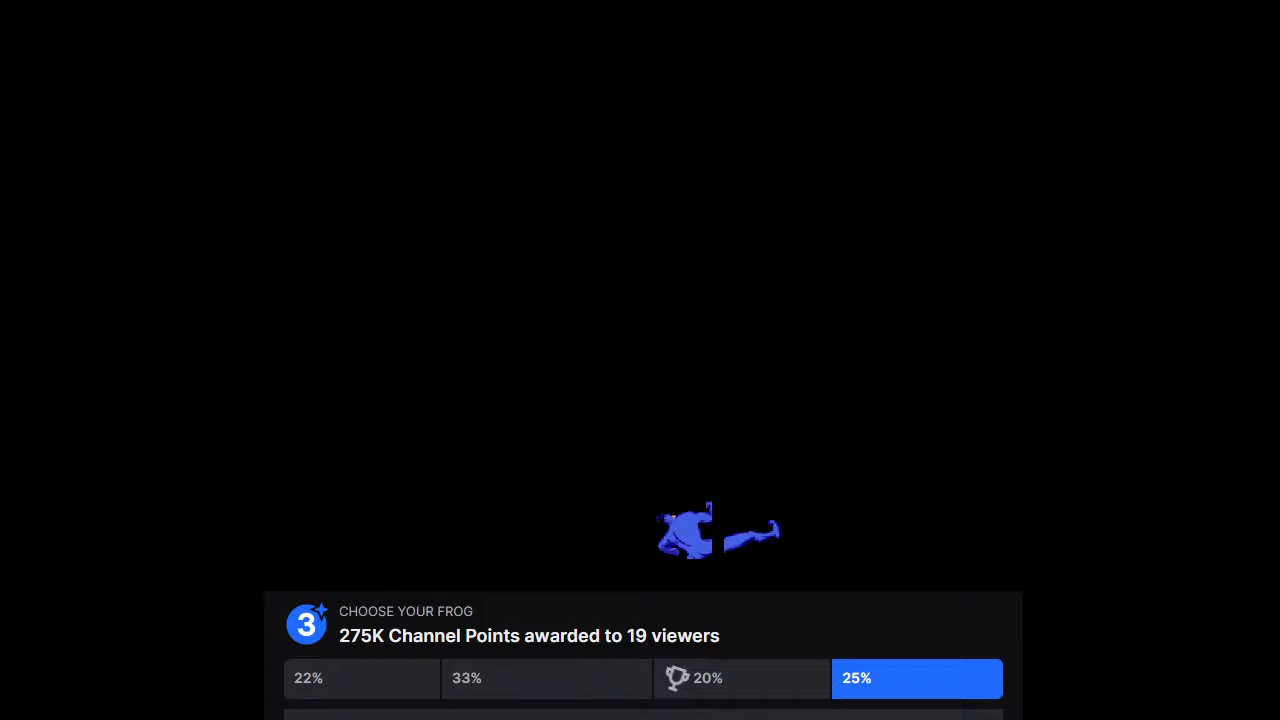 3
CHOOSE YOUR FROG
275K Channel Points awarded to 19 viewers
22% 33% 20% 25%